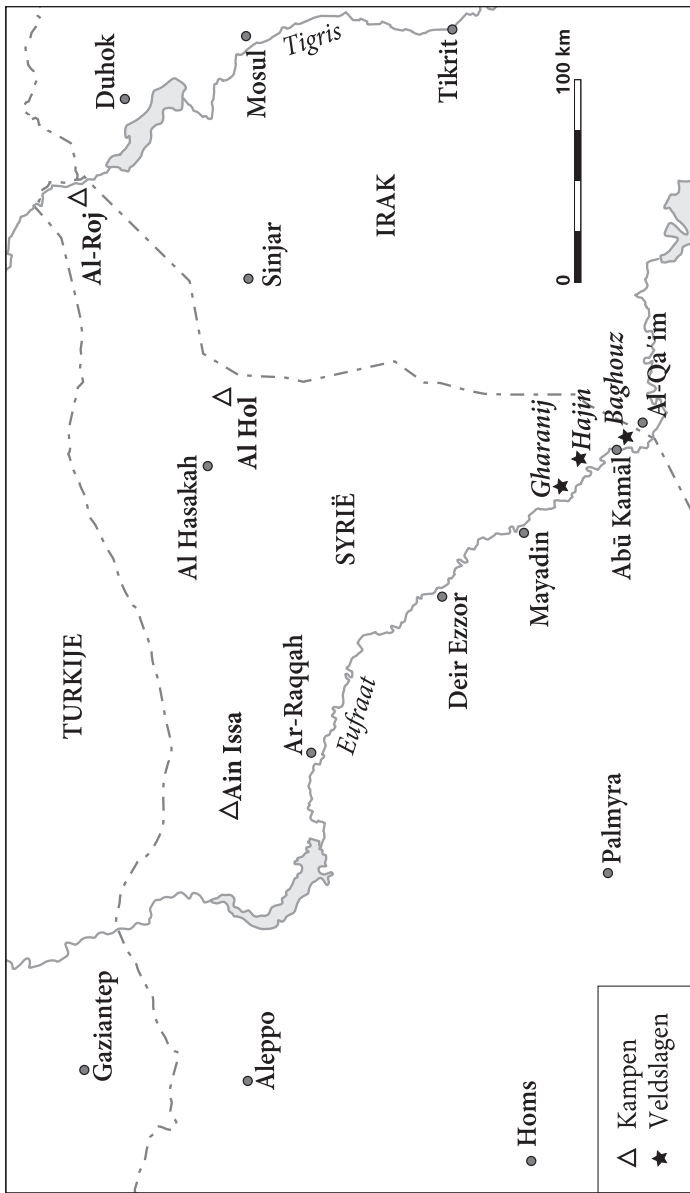 TURKIJE
Gaziantep
Al-Roj
Duhok
Aleppo
Ain Issa
Al Hasakah
Al Hol
Sinjar
Mosul
Tigris
Ar-Raqqah
Eufraat
SYRIË
IRAK
Deir Ezzor
Tikrit
Homs
Palmyra
Mayadin
Gharanij
Hajin
Baghouz
Abū Kamāl
Al-Qa'im
0
100 km
Kampen
Veldslagen